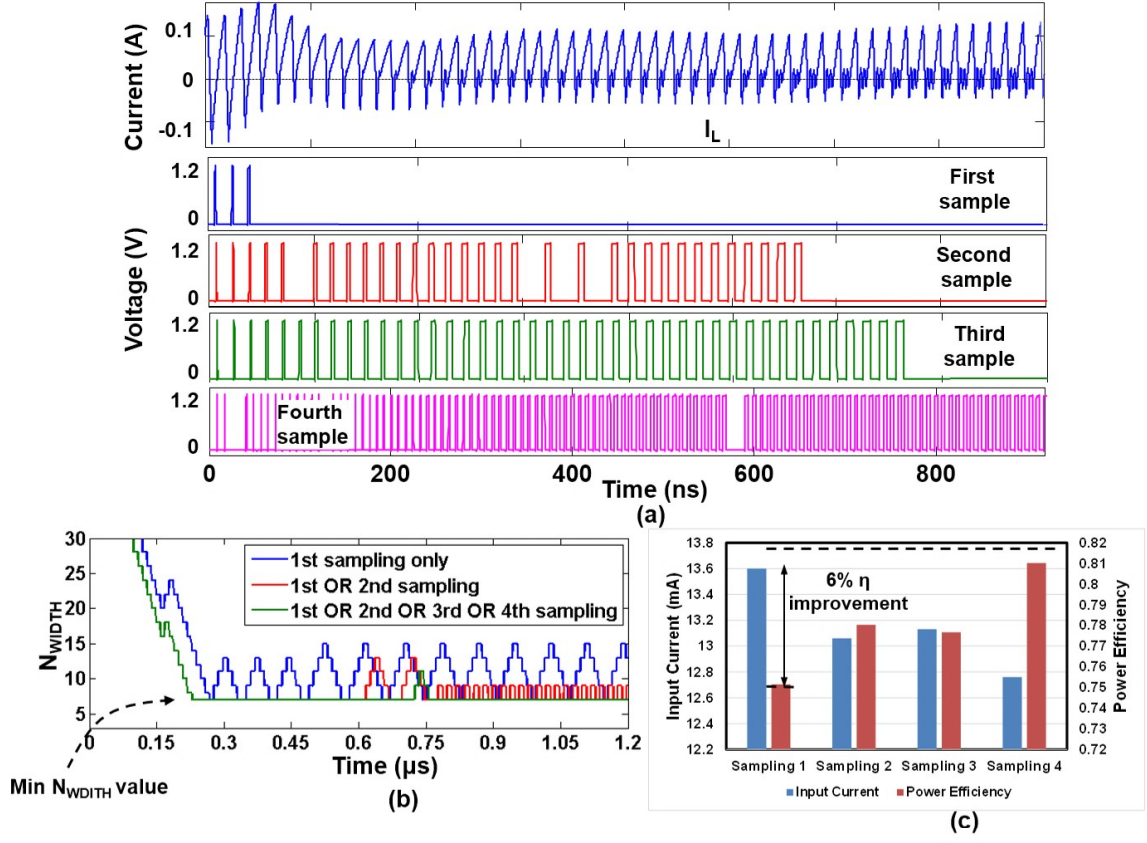 Current (A)
0.1
0
-0.1
I_L
Voltage (V)
1.2
0
First
sample
1.2
0
Second
sample
1.2
0
Third
sample
1.2
0
Fourth
sample
0 200 400 600 800
Time (ns)
(a)
N_WIDTH
30
25
20
15
10
5
1st sampling only
1st OR 2nd sampling
1st OR 2nd OR 3rd OR 4th sampling
0 0.15 0.3 0.45 0.6 0.75 0.9 1.05 1.2
Time (µs)
Min N_WDITH value
(b)
Input Current (mA)
13.8
13.6
13.4
13.2
13
12.8
12.6
12.4
12.2
6% η
improvement
0.82
0.81
0.8
0.79
0.78
0.77
0.76
0.75
0.74
0.73
0.72
Power Efficiency
Sampling 1 Sampling 2 Sampling 3 Sampling 4
Input Current Power Efficiency
(c)